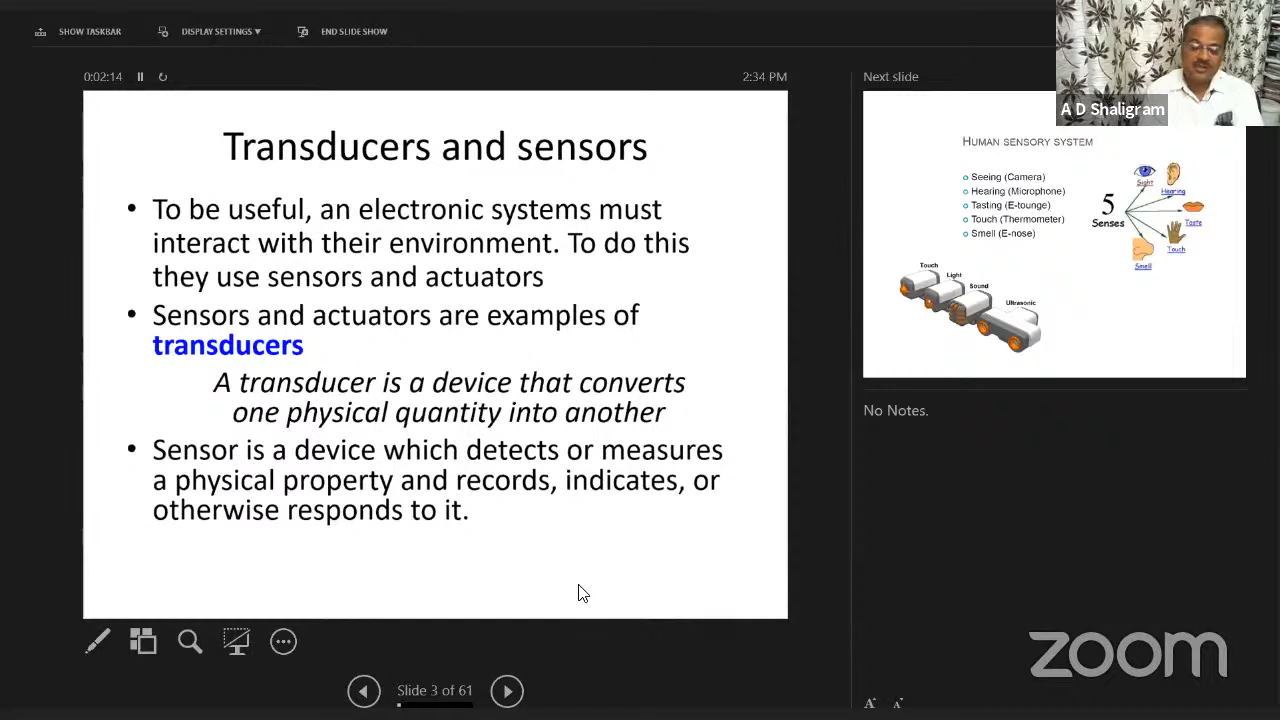 SHOW TASKBAR
DISPLAY SETTINGS ▾
END SLIDE SHOW
0:02:14
2:34 PM
Transducers and sensors
• To be useful, an electronic systems must
interact with their environment. To do this
they use sensors and actuators
• Sensors and actuators are examples of
transducers
A transducer is a device that converts
one physical quantity into another
• Sensor is a device which detects or measures
a physical property and records, indicates, or
otherwise responds to it.
Slide 3 of 61
Next slide
A D Shaligram
HUMAN SENSORY SYSTEM
Seeing (Camera)
Hearing (Microphone)
Tasting (E-tounge)
Touch (Thermometer)
Smell (E-nose)
5
Senses
Sight
Hearing
Taste
Touch
Smell
Touch
Light
Sound
Ultrasonic
No Notes.
zoom
A
A